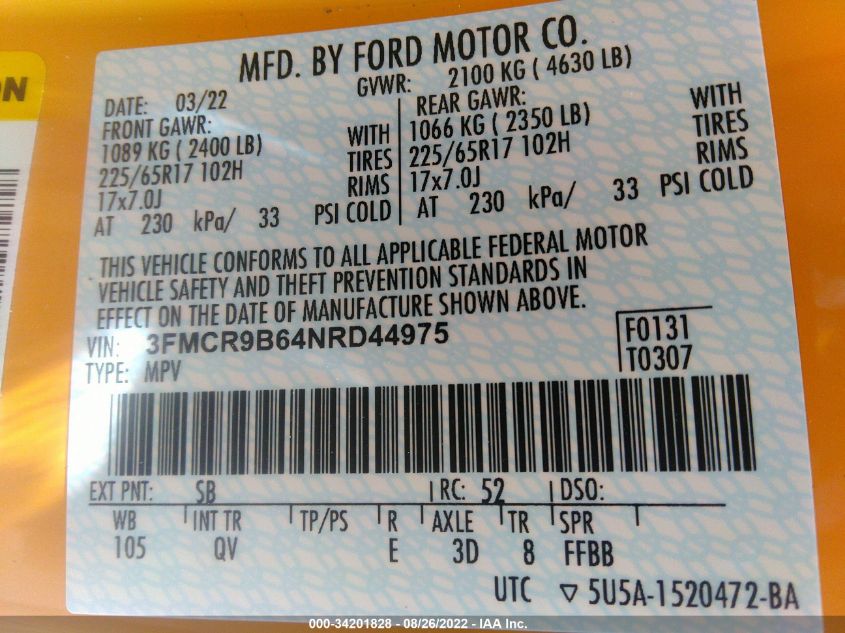 ON
MFD. BY FORD MOTOR CO.
GVWR: 2100 KG ( 4630 LB)
DATE: 03/22
FRONT GAWR: WITH
1089 KG ( 2400 LB) TIRES
225/65R17 102H RIMS
17x7.0J
AT 230 kPa/ 33 PSI COLD
REAR GAWR: WITH
1066 KG ( 2350 LB) TIRES
225/65R17 102H RIMS
17x7.0J
AT 230 kPa/ 33 PSI COLD
THIS VEHICLE CONFORMS TO ALL APPLICABLE FEDERAL MOTOR
VEHICLE SAFETY AND THEFT PREVENTION STANDARDS IN
EFFECT ON THE DATE OF MANUFACTURE SHOWN ABOVE.
VIN: 3FMCR9B64NRD44975
TYPE: MPV
F0131
T0307
EXT PNT: SB RC: 52 DSO:
WB INT TR TP/PS R AXLE TR SPR
105 QV E 3D 8 FFBB
UTC ▽ 5U5A-1520472-BA
000-34201828 - 08/26/2022 - IAA Inc.